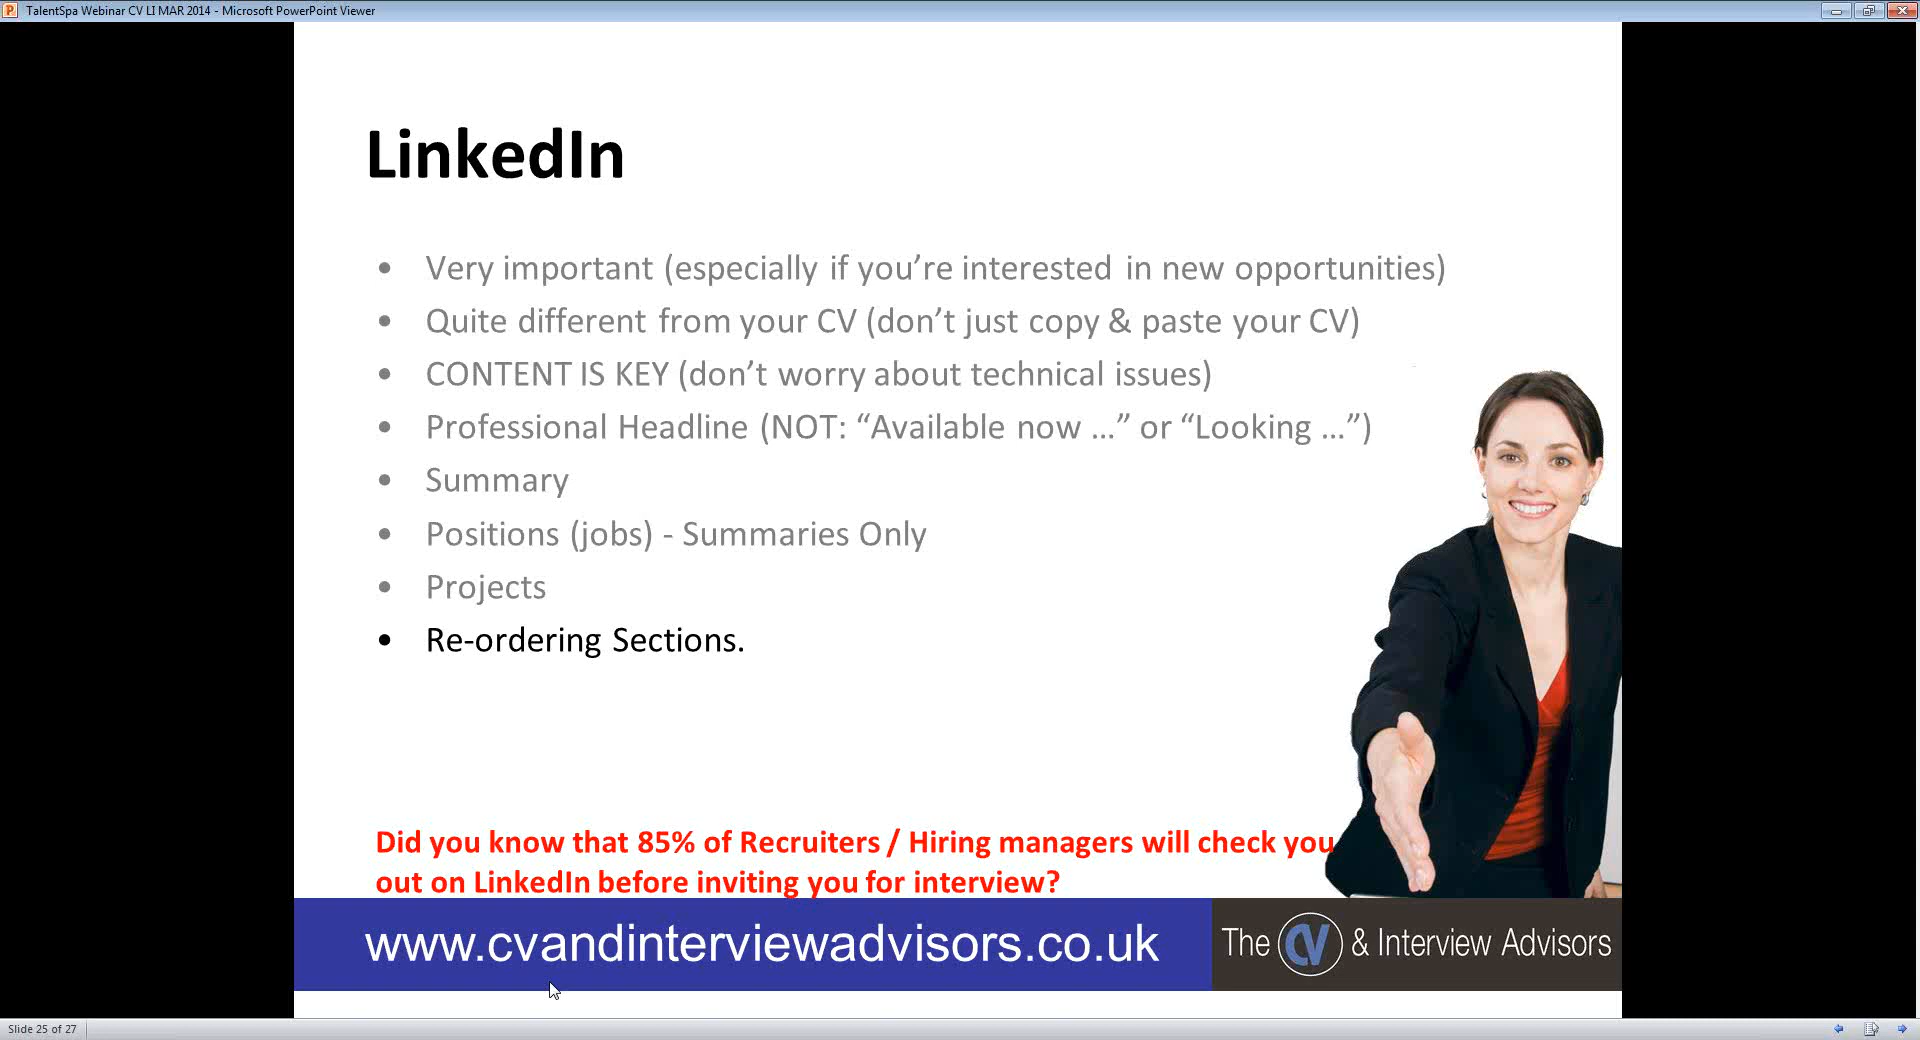 TalentSpa Webinar CV LI MAR 2014 - Microsoft PowerPoint Viewer
LinkedIn
• Very important (especially if you’re interested in new opportunities)
• Quite different from your CV (don’t just copy & paste your CV)
• CONTENT IS KEY (don’t worry about technical issues)
• Professional Headline (NOT: “Available now ...” or “Looking ...”)
• Summary
• Positions (jobs) - Summaries Only
• Projects
• Re-ordering Sections.
Did you know that 85% of Recruiters / Hiring managers will check you
out on LinkedIn before inviting you for interview?
www.cvandinterviewadvisors.co.uk
The CV & Interview Advisors
Slide 25 of 27